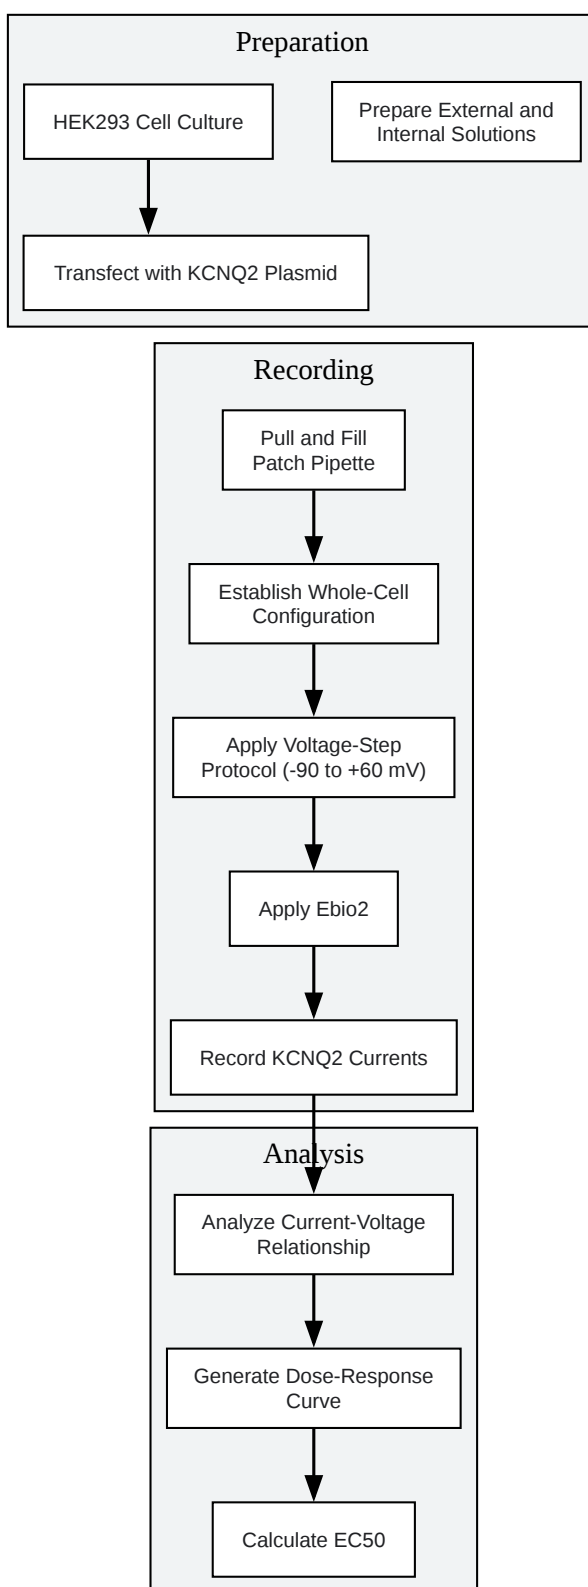 Preparation
HEK293 Cell Culture
Prepare External and
Internal Solutions
Transfect with KCNQ2 Plasmid
Recording
Pull and Fill
Patch Pipette
Establish Whole-Cell
Configuration
Apply Voltage-Step
Protocol (-90 to +60 mV)
Apply Ebio2
Record KCNQ2 Currents
Analysis
Analyze Current-Voltage
Relationship
Generate Dose-Response
Curve
Calculate EC50